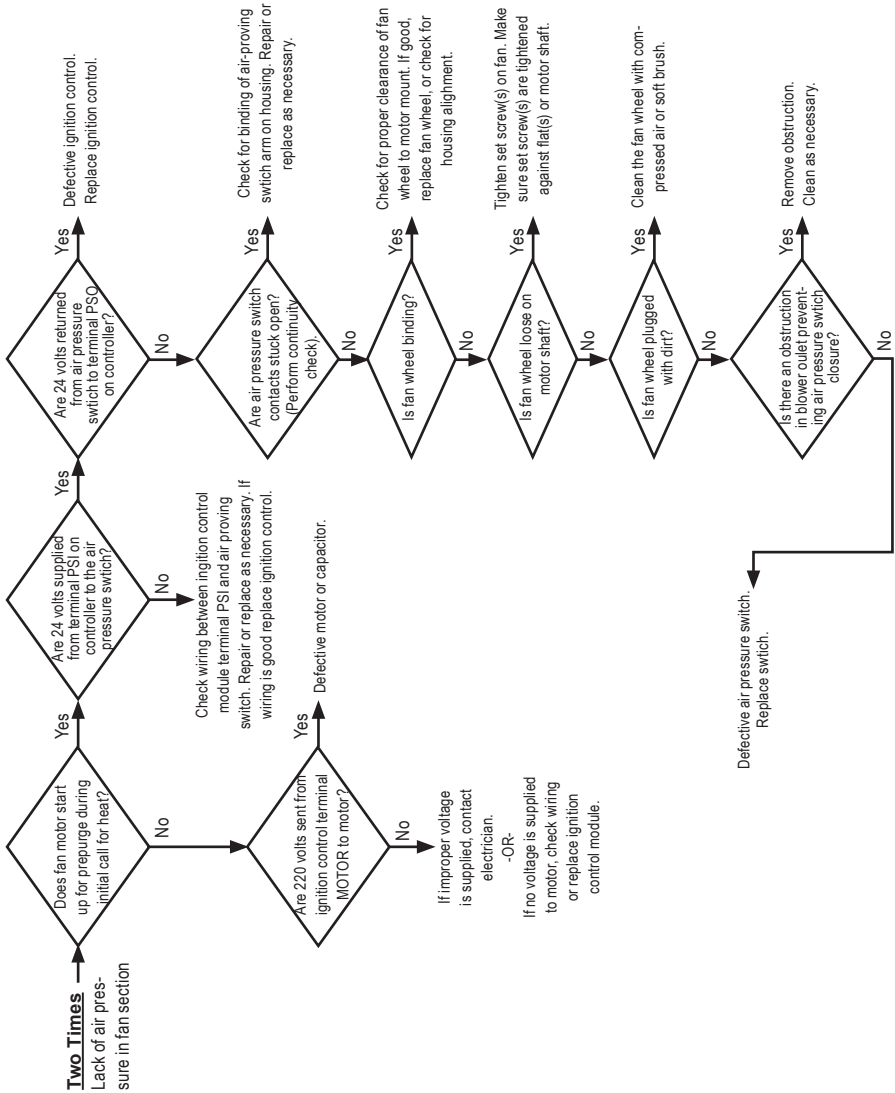 Two Times
Lack of air pres-
sure in fan section
Does fan motor start
up for prepurge during
initial call for heat?
Yes
No
Are 220 volts sent from
ignition control terminal
MOTOR to motor?
Yes
Defective motor or capacitor.
No
If improper voltage
is supplied, contact
electrician.
-OR-
If no voltage is supplied
to motor, check wiring
or replace ignition
control module.
Are 24 volts supplied
from terminal PSI on
controller to the air
pressure swtich?
Yes
No
Check wiring between ingition control
module terminal PSI and air proving
switch. Repair or replace as necessary. If
wiring is good replace ignition control.
Are 24 volts returned
from air pressure
swtich to terminal PSO
on controller?
Yes
Defective ignition control.
Replace ignition control.
No
Are air pressure switch
contacts stuck open?
(Perform continuity
check).
Yes
Check for binding of air-proving
swtich arm on housing. Repair or
replace as necessary.
No
Is fan wheel binding?
Yes
Check for proper clearance of fan
wheel to motor mount. If good,
replace fan wheel, or check for
housing alighment.
No
Is fan wheel loose on
motor shaft?
Yes
Tighten set screw(s) on fan. Make
sure set screw(s) are tightened
against flat(s) or motor shaft.
No
Is fan wheel plugged
with dirt?
Yes
Clean the fan wheel with com-
pressed air or soft brush.
No
Is there an obstruction
in blower oulet prevent-
ing air pressure swtich
closure?
Yes
Remove obstruction.
Clean as necessary.
No
Defective air pressure switch.
Replace swtich.